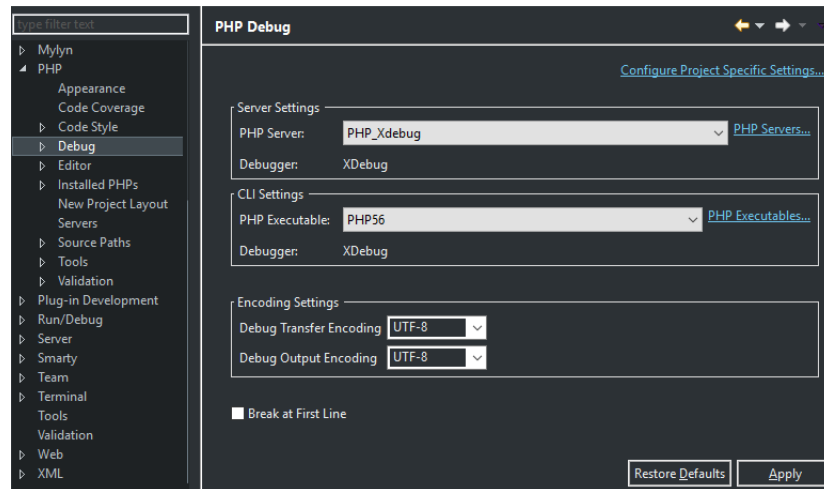 type filter text
Mylyn
PHP
Appearance
Code Coverage
Code Style
Debug
Editor
Installed PHPs
New Project Layout
Servers
Source Paths
Tools
Validation
Plug-in Development
Run/Debug
Server
Smarty
Team
Terminal
Tools
Validation
Web
XML
PHP Debug
Configure Project Specific Settings...
Server Settings
PHP Server: PHP_Xdebug PHP Servers...
Debugger: XDebug
CLI Settings
PHP Executable: PHP56 PHP Executables...
Debugger: XDebug
Encoding Settings
Debug Transfer Encoding UTF-8
Debug Output Encoding UTF-8
Break at First Line
Restore Defaults Apply